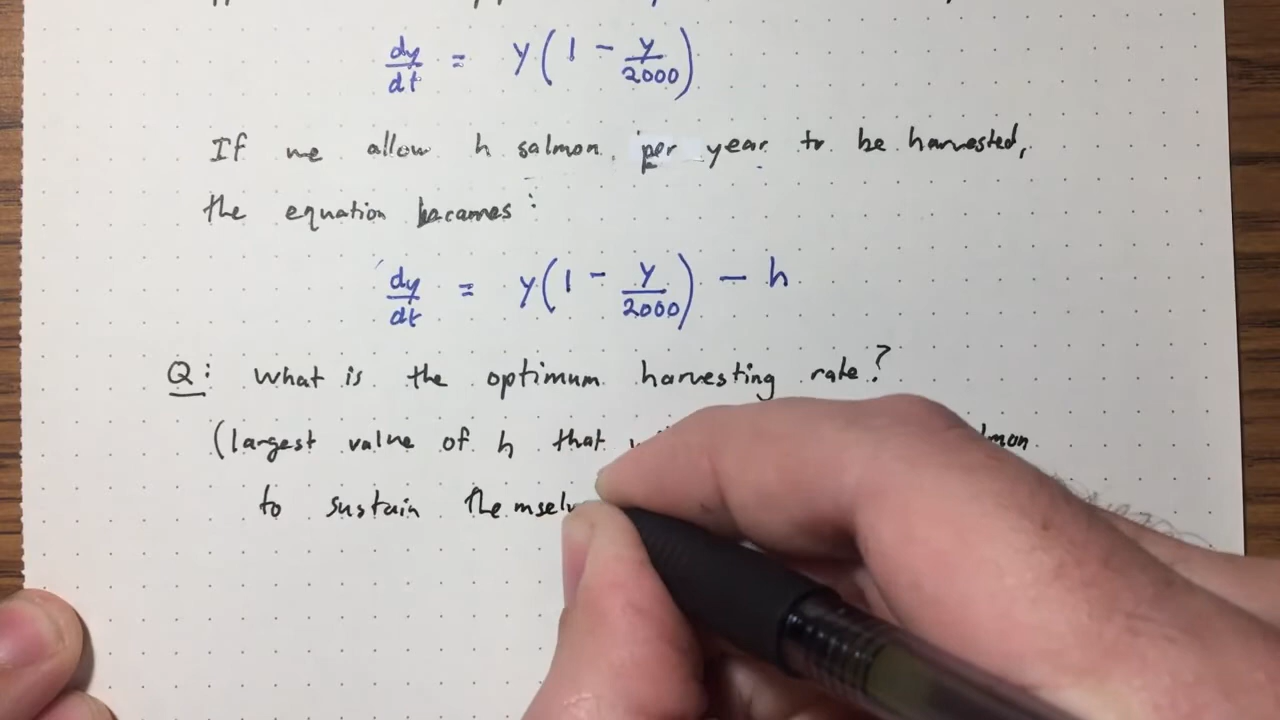 dy/dt = y(1 - y/2000)
If we allow h salmon per year to be harvested,
the equation becomes:
dy/dt = y(1 - y/2000) - h
Q: what is the optimum harvesting rate?
(largest value of h that
to sustain